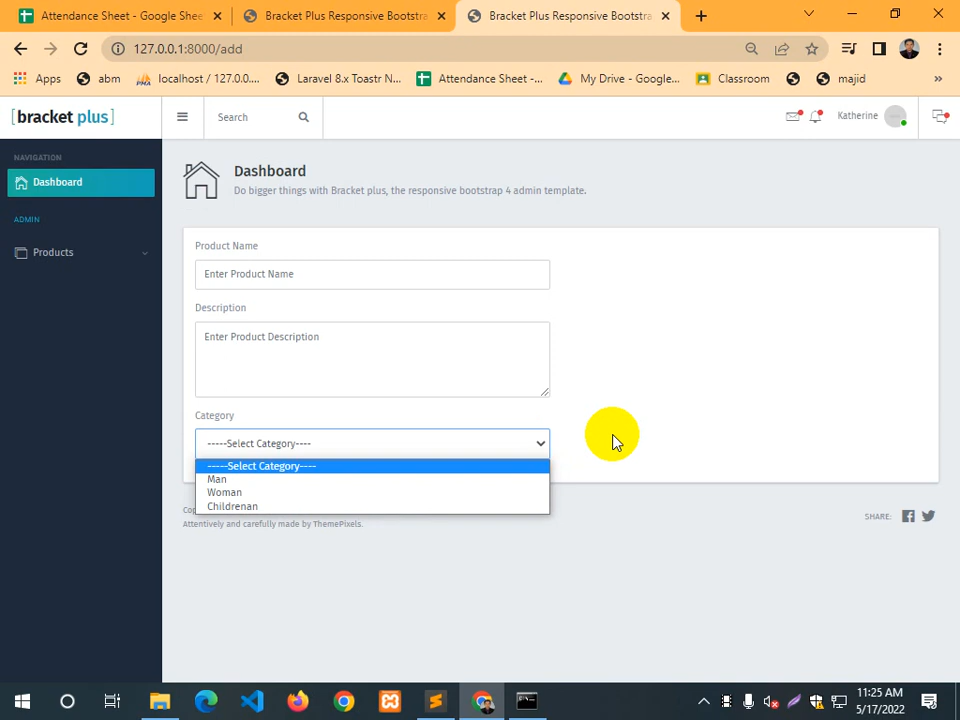 Attendance Sheet - Google Shee
Bracket Plus Responsive Bootstra
Bracket Plus Responsive Bootstra
127.0.0.1:8000/add
Apps
abm
localhost / 127.0.0....
Laravel 8.x Toastr N...
Attendance Sheet -...
My Drive - Google...
Classroom
majid
[bracket plus]
Search
Katherine
NAVIGATION
Dashboard
ADMIN
Products
Dashboard
Do bigger things with Bracket plus, the responsive bootstrap 4 admin template.
Product Name
Enter Product Name
Description
Enter Product Description
Category
-----Select Category----
-----Select Category----
Man
Woman
Childrenan
Attentively and carefully made by ThemePixels.
SHARE:
11:25 AM
5/17/2022